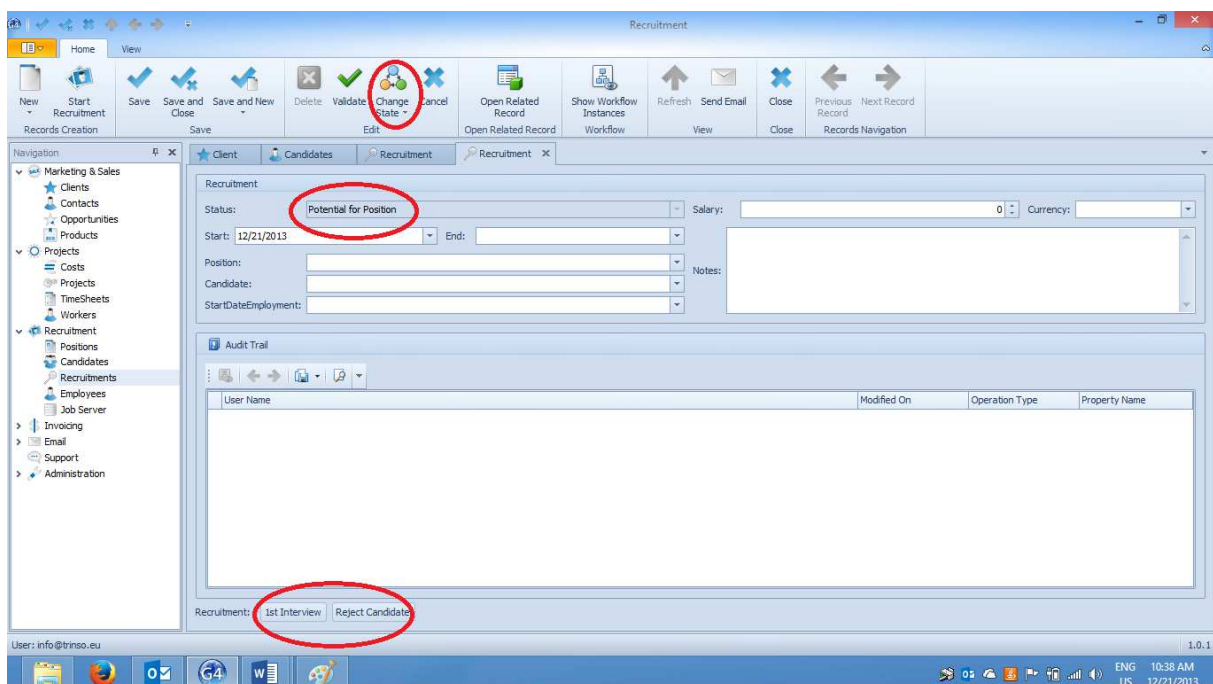 Recruitment
Home View
New Start Recruitment Save Save and Close Save and New Delete Validate Change State Cancel Open Related Record Show Workflow Instances Refresh Send Email Close Previous Record Next Record
Records Creation Save Edit Open Related Record Workflow View Close Records Navigation
Navigation
Marketing & Sales
Clients
Contacts
Opportunities
Products
Projects
Costs
Projects
TimeSheets
Workers
Recruitment
Positions
Candidates
Recruitments
Employees
Job Server
Invoicing
Email
Support
Administration
Client Candidates Recruitment Recruitment
Recruitment
Status: Potential for Position Salary: 0 Currency:
Start: 12/21/2013 End:
Position: Notes:
Candidate:
StartDateEmployment:
Audit Trail
User Name Modified On Operation Type Property Name
Recruitment: 1st Interview Reject Candidate
User: info@trinso.eu 1.0.1
G4 ENG 10:38 AM
US 12/21/2013